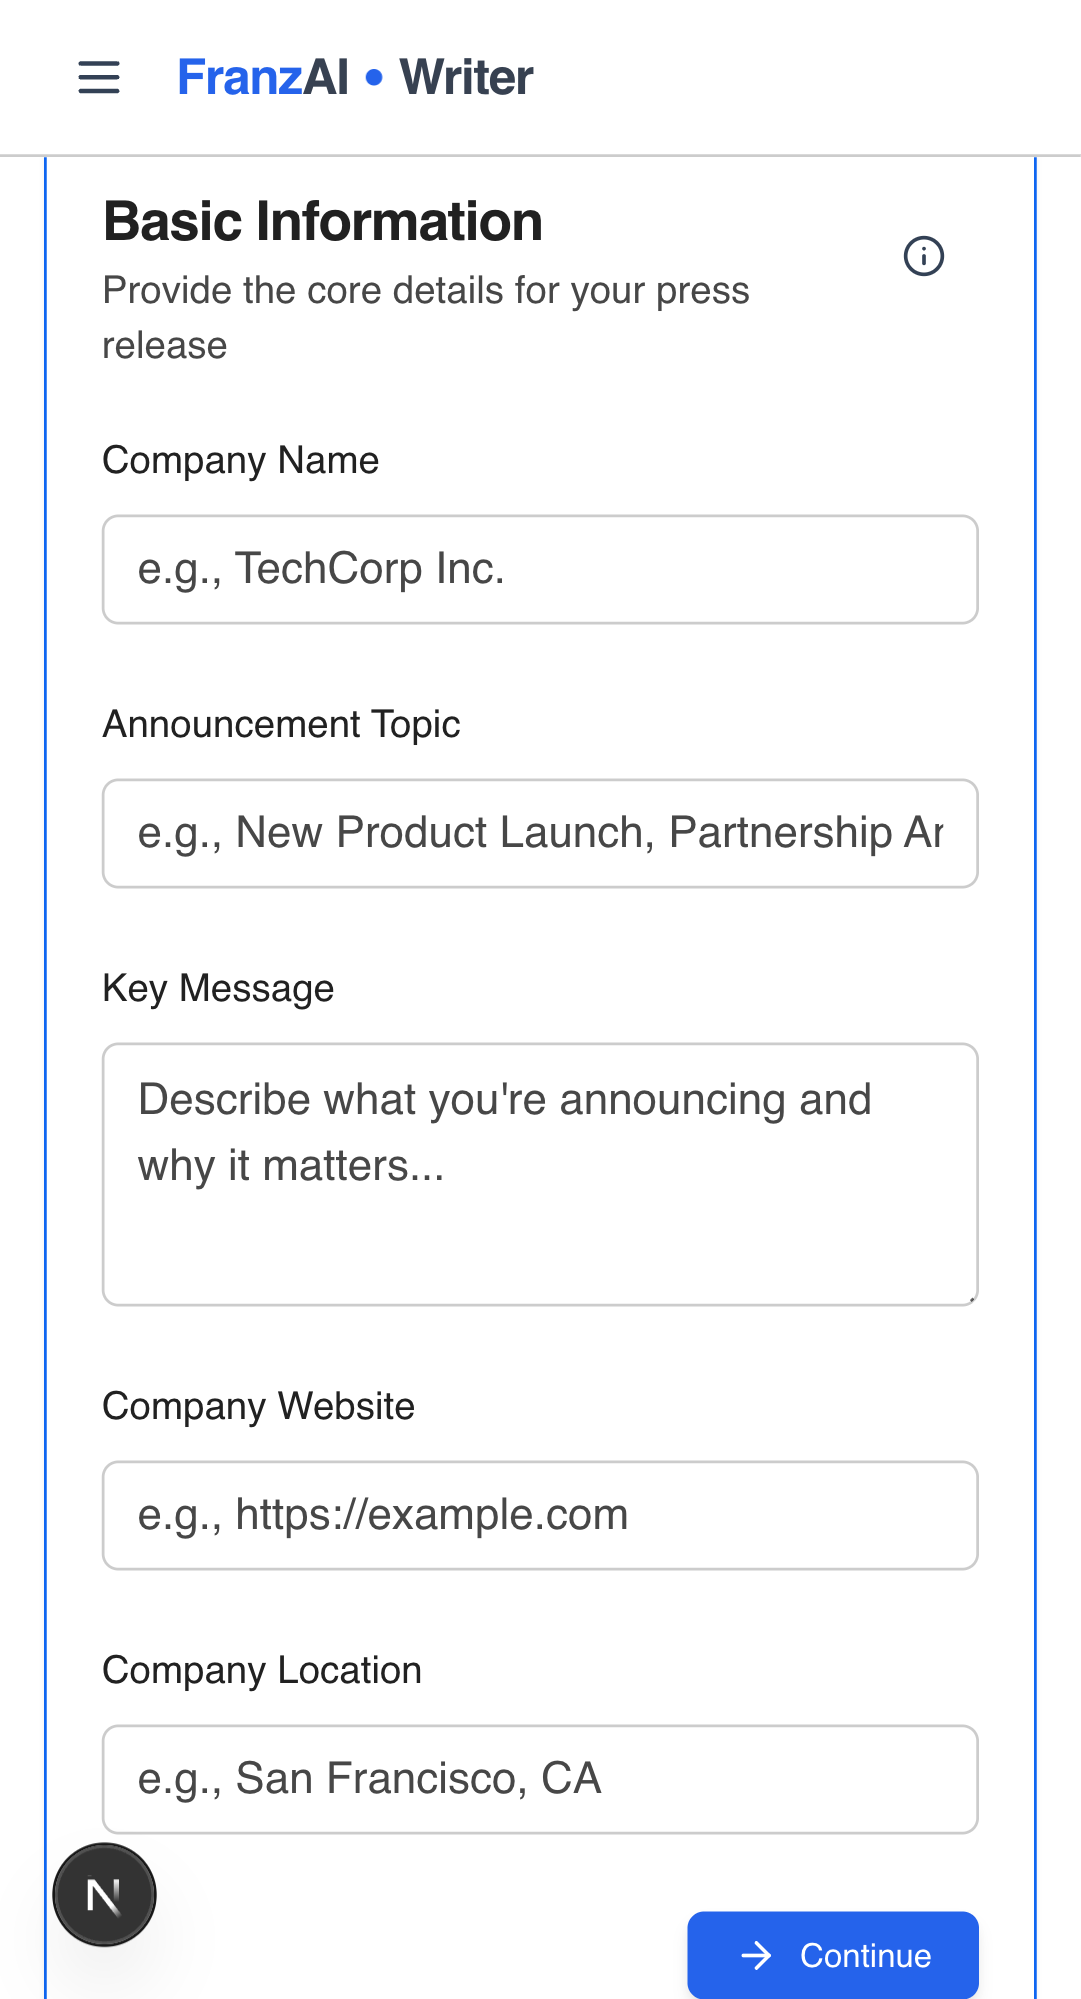 FranzAI • Writer
Basic Information
Provide the core details for your press
release
Company Name
e.g., TechCorp Inc.
Announcement Topic
e.g., New Product Launch, Partnership Ar
Key Message
Describe what you're announcing and
why it matters...
Company Website
e.g., https://example.com
Company Location
e.g., San Francisco, CA
N
Continue